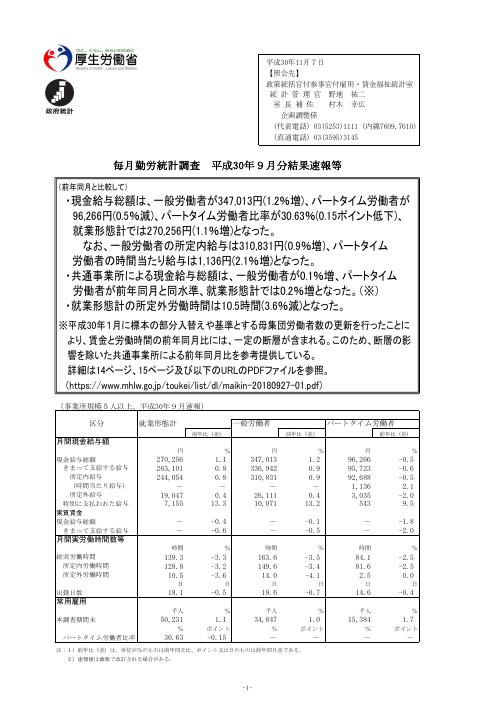 ひと、くらし、みらいのために
厚生労働省
Ministry of Health, Labour and Welfare
政府統計
平成30年11月7日
【照会先】
政策統括官付参事官付雇用・賃金福祉統計室
統 計 管 理 官 野地 祐二
室 長 補 佐 村木 幸広
企画調整係
(代表電話) 03(5253)1111 (内線7609,7610)
(直通電話) 03(3595)3145
毎月勤労統計調査 平成30年9月分結果速報等
(前年同月と比較して)
・現金給与総額は、一般労働者が347,013円(1.2%増)、パートタイム労働者が
96,266円(0.5%減)、パートタイム労働者比率が30.63%(0.15ポイント低下)、
就業形態計では270,256円(1.1%増)となった。
なお、一般労働者の所定内給与は310,831円(0.9%増)、パートタイム
労働者の時間当たり給与は1,136円(2.1%増)となった。
・共通事業所による現金給与総額は、一般労働者が0.1%増、パートタイム
労働者が前年同月と同水準、就業形態計では0.2%増となった。(※)
・就業形態計の所定外労働時間は10.5時間(3.6%減)となった。
※平成30年1月に標本の部分入替えや基準とする母集団労働者数の更新を行ったことに
より、賃金と労働時間の前年同月比には、一定の断層が含まれる。このため、断層の影
響を除いた共通事業所による前年同月比を参考提供している。
詳細は14ページ、15ページ及び以下のURLのPDFファイルを参照。
(https://www.mhlw.go.jp/toukei/list/dl/maikin-20180927-01.pdf)
(事業所規模5人以上、平成30年9月速報)
区分 就業形態計 一般労働者 パートタイム労働者
前年比(差) 前年比(差) 前年比(差)
月間現金給与額
円 % 円 % 円 %
現金給与総額 270,256 1.1 347,013 1.2 96,266 -0.5
きまって支給する給与 263,101 0.8 336,942 0.9 95,723 -0.6
所定内給与 244,054 0.8 310,831 0.9 92,688 -0.5
(時間当たり給与) － － － － 1,136 2.1
所定外給与 19,047 0.4 26,111 0.4 3,035 -2.0
特別に支払われた給与 7,155 13.3 10,071 13.2 543 9.5
実質賃金
現金給与総額 － -0.4 － -0.1 － -1.8
きまって支給する給与 － -0.6 － -0.5 － -2.0
月間実労働時間数等
時間 % 時間 % 時間 %
総実労働時間 139.3 -3.3 163.6 -3.5 84.1 -2.5
所定内労働時間 128.8 -3.2 149.6 -3.4 81.6 -2.5
所定外労働時間 10.5 -3.6 14.0 -4.1 2.5 0.0
日 日 日 日 日 日
出勤日数 18.1 -0.5 19.6 -0.7 14.6 -0.4
常用雇用
千人 % 千人 % 千人 %
本調査期間末 50,231 1.1 34,847 1.0 15,384 1.7
% ポイント % ポイント % ポイント
パートタイム労働者比率 30.63 -0.15 － － － －
注:1) 前年比(差)は、単位が%のものは前年同月比、ポイント又は日のものは前年同月差である。
2) 速報値は確報で改訂される場合がある。
-1-